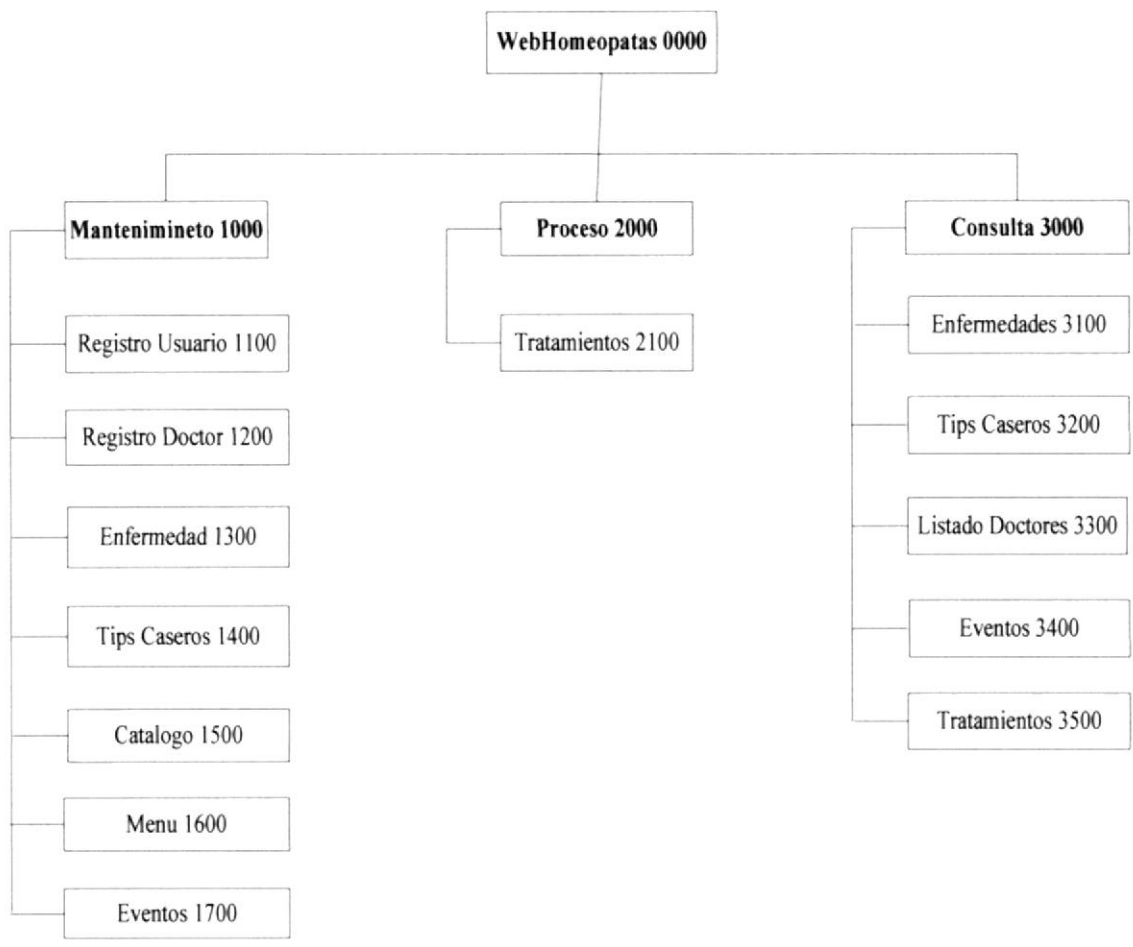 WebHomeopatas 0000
Mantenimineto 1000
Registro Usuario 1100
Registro Doctor 1200
Enfermedad 1300
Tips Caseros 1400
Catalogo 1500
Menu 1600
Eventos 1700
Proceso 2000
Tratamientos 2100
Consulta 3000
Enfermedades 3100
Tips Caseros 3200
Listado Doctores 3300
Eventos 3400
Tratamientos 3500